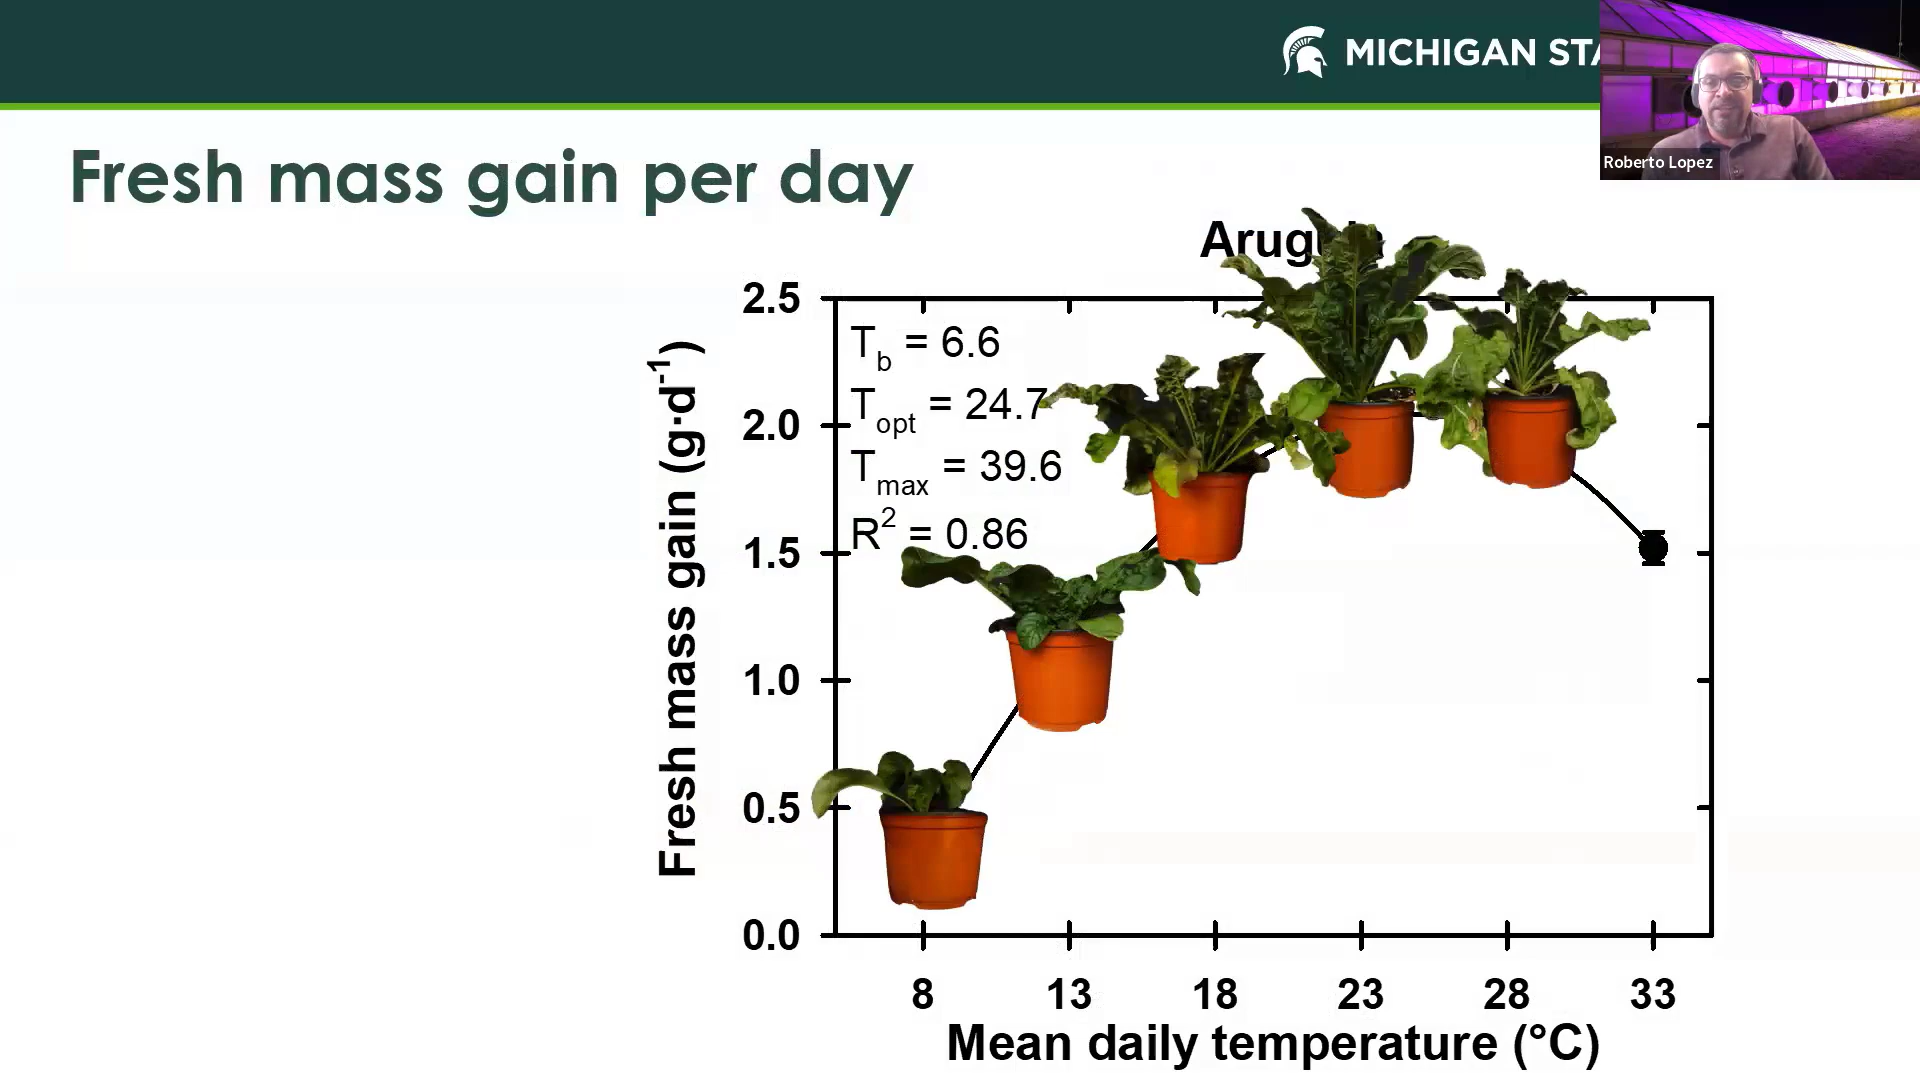 MICHIGAN STA
Roberto Lopez
Fresh mass gain per day
Arug
Fresh mass gain (g·d⁻¹)
2.5
2.0
1.5
1.0
0.5
0.0
T_b = 6.6
T_opt = 24.7
T_max = 39.6
R² = 0.86
8 13 18 23 28 33
Mean daily temperature (°C)